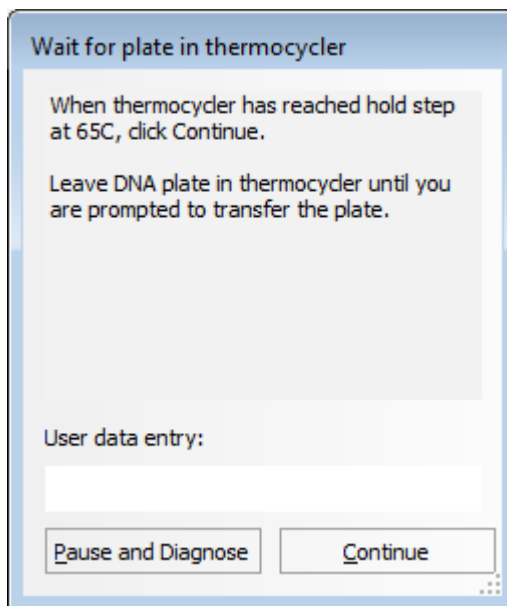 Wait for plate in thermocycler
When thermocycler has reached hold step
at 65C, click Continue.
Leave DNA plate in thermocycler until you
are prompted to transfer the plate.
User data entry:
Pause and Diagnose
Continue